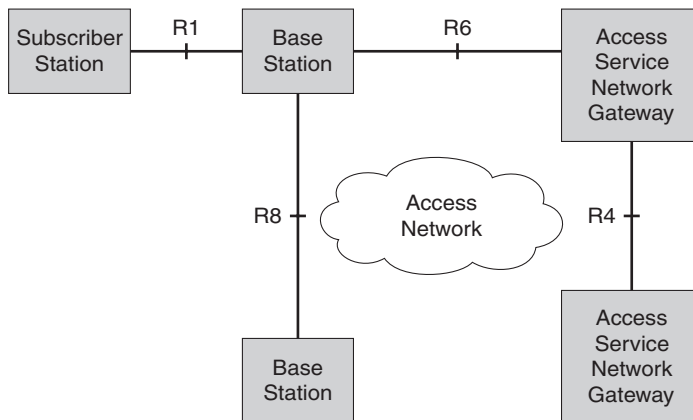 R1
R6
Subscriber
Station
Base
Station
Access
Service
Network
Gateway
Access
Network
R8
R4
Base
Station
Access
Service
Network
Gateway